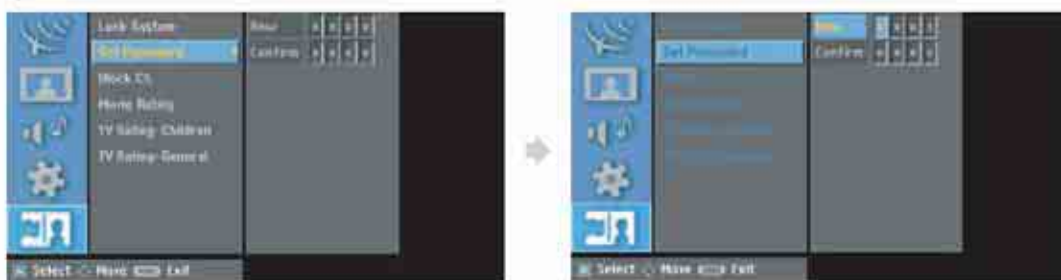 Lock System
Set Password
Block Ch.
Movie Rating
TV Rating-Children
TV Rating-General
New
Confirm
Select Move Exit
Set Password
New
Confirm
Select Move Exit